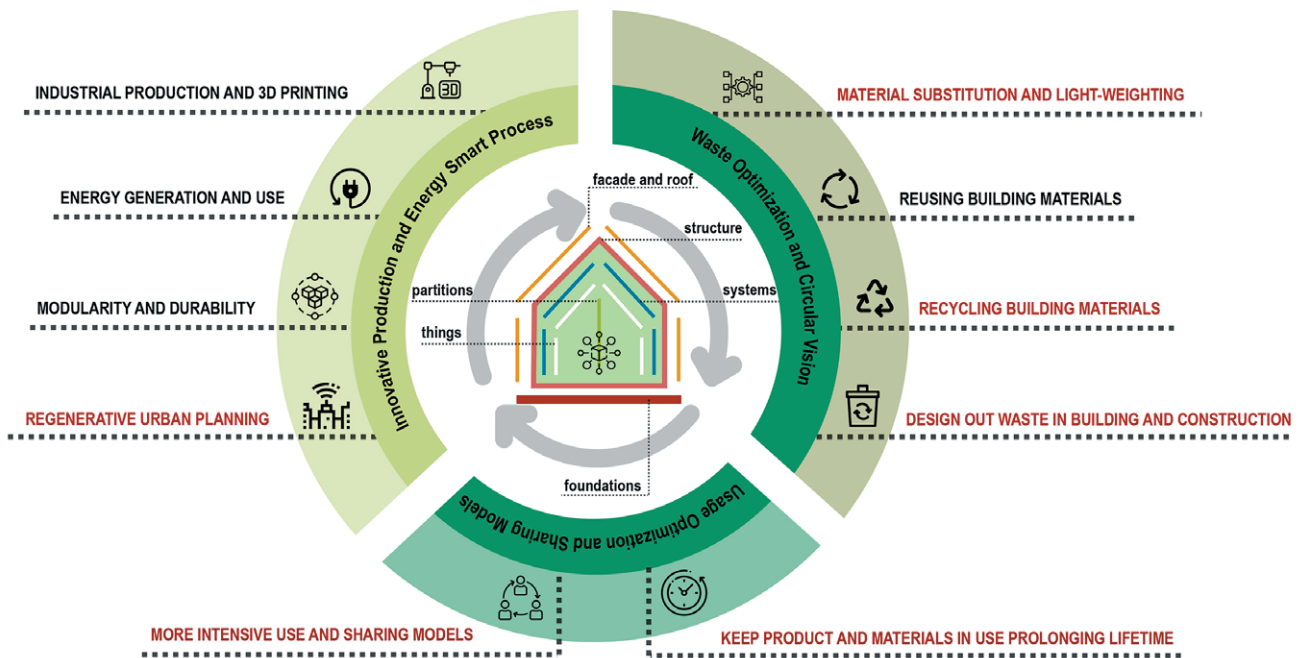 INDUSTRIAL PRODUCTION AND 3D PRINTING
3D
ENERGY GENERATION AND USE
MODULARITY AND DURABILITY
REGENERATIVE URBAN PLANNING
Innovative Production and Energy Smart Process
Waste Optimization and Circular Vision
MATERIAL SUBSTITUTION AND LIGHT-WEIGHTING
REUSING BUILDING MATERIALS
RECYCLING BUILDING MATERIALS
DESIGN OUT WASTE IN BUILDING AND CONSTRUCTION
facade and roof
structure
partitions
systems
things
foundations
Usage Optimization and Sharing Models
MORE INTENSIVE USE AND SHARING MODELS
KEEP PRODUCT AND MATERIALS IN USE PROLONGING LIFETIME